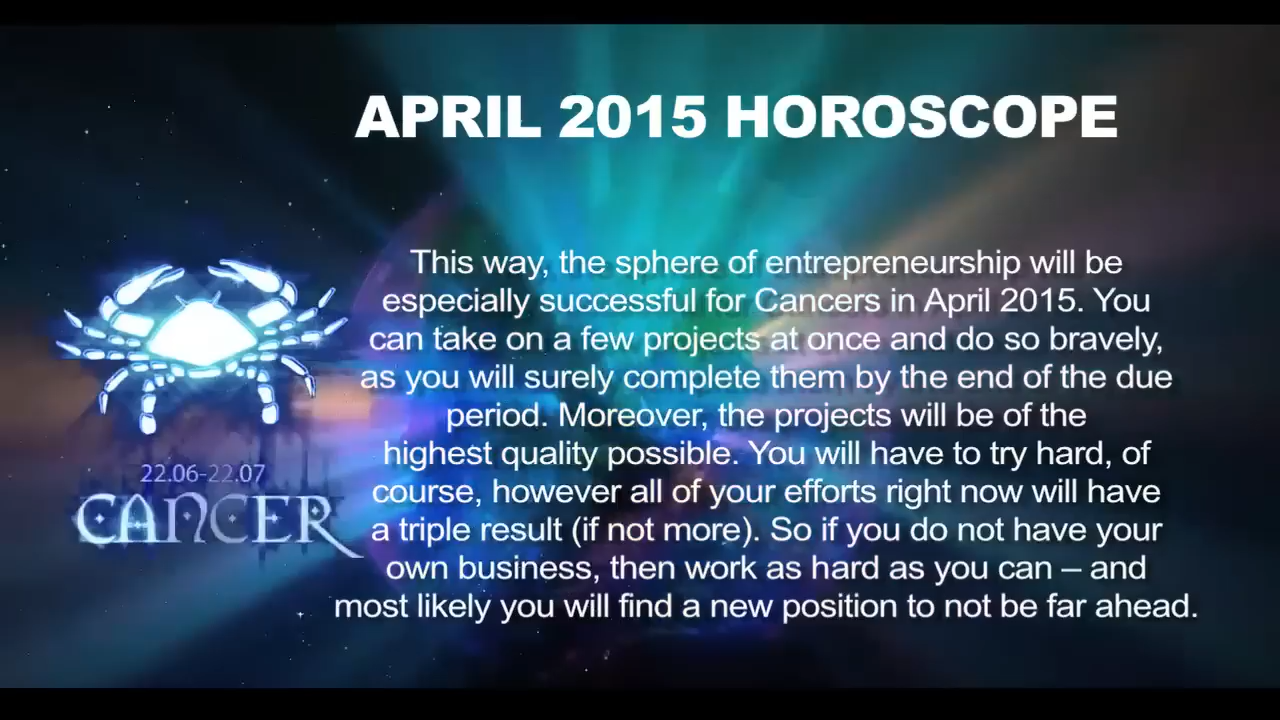 APRIL 2015 HOROSCOPE
This way, the sphere of entrepreneurship will be
especially successful for Cancers in April 2015. You
can take on a few projects at once and do so bravely,
as you will surely complete them by the end of the due
period. Moreover, the projects will be of the
highest quality possible. You will have to try hard, of
course, however all of your efforts right now will have
a triple result (if not more). So if you do not have your
own business, then work as hard as you can – and
most likely you will find a new position to not be far ahead.
22.06-22.07
CANCER